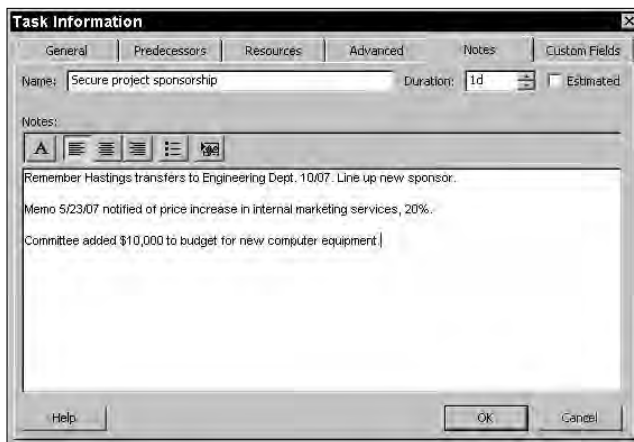 Task Information
General Predecessors Resources Advanced Notes Custom Fields
Name: Secure project sponsorship Duration: 1d Estimated
Notes:
A
Remember Hastings transfers to Engineering Dept. 10/07. Line up new sponsor.
Memo 5/23/07 notified of price increase in internal marketing services, 20%.
Committee added $10,000 to budget for new computer equipment.
Help OK Cancel